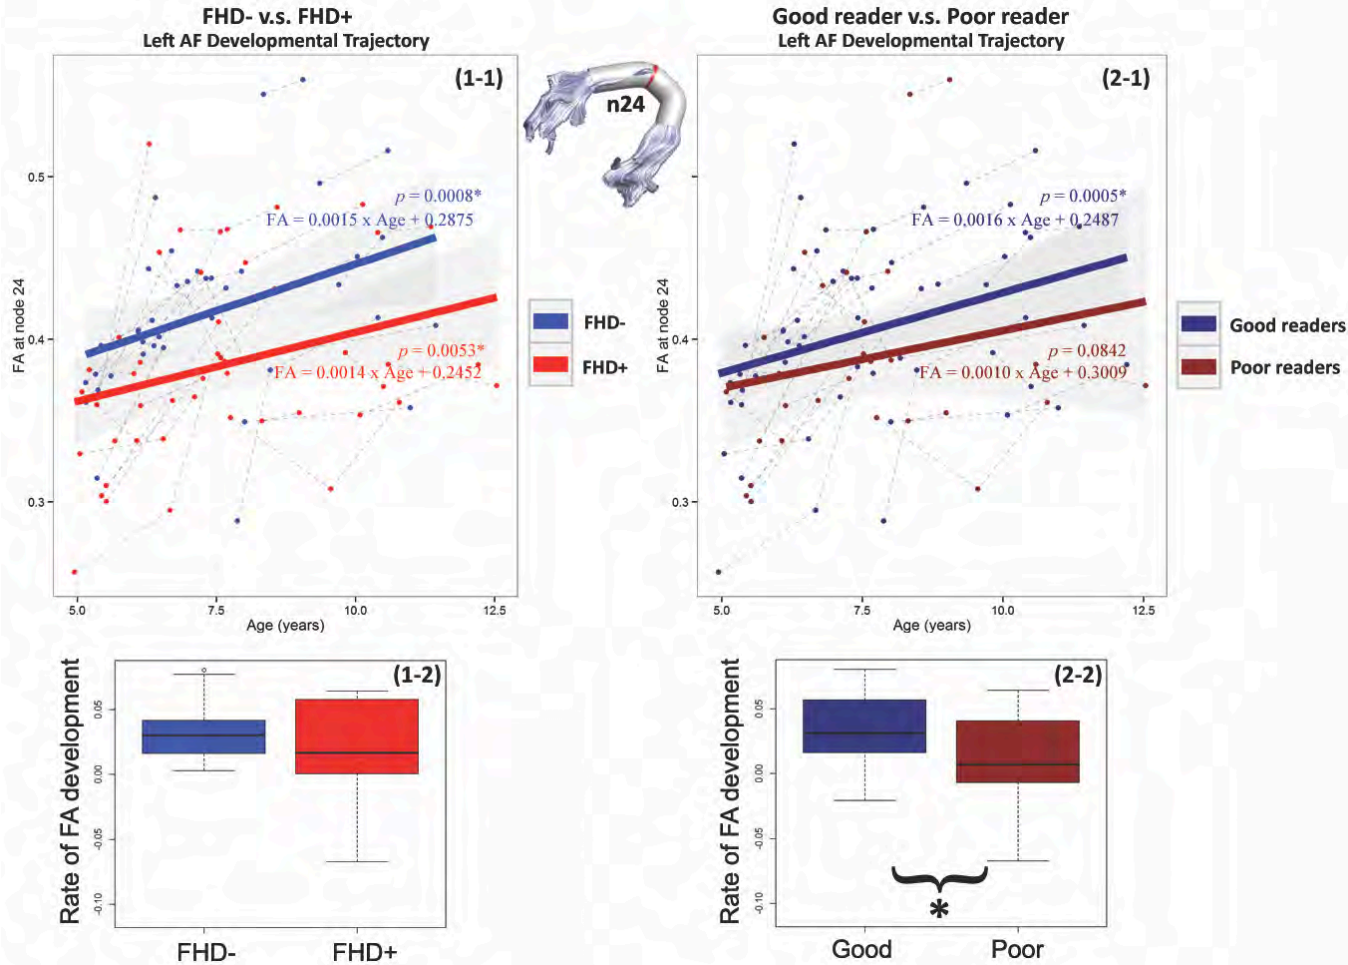 FHD- v.s. FHD+
Left AF Developmental Trajectory
(1-1)
n24
p = 0.0008*
FA = 0.0015 x Age + 0.2875
p = 0.0053*
FA = 0.0014 x Age + 0.2452
FA at node 24
0.5
0.4
0.3
5.0 7.5 10.0 12.5
Age (years)
FHD-
FHD+
Good reader v.s. Poor reader
Left AF Developmental Trajectory
(2-1)
p = 0.0005*
FA = 0.0016 x Age + 0.2487
p = 0.0842
FA = 0.0010 x Age + 0.3009
FA at node 24
0.5
0.4
0.3
5.0 7.5 10.0 12.5
Age (years)
Good readers
Poor readers
(1-2)
Rate of FA development
0.05
0.00
-0.05
-0.10
FHD- FHD+
(2-2)
Rate of FA development
0.05
0.00
-0.05
-0.10
*
Good Poor